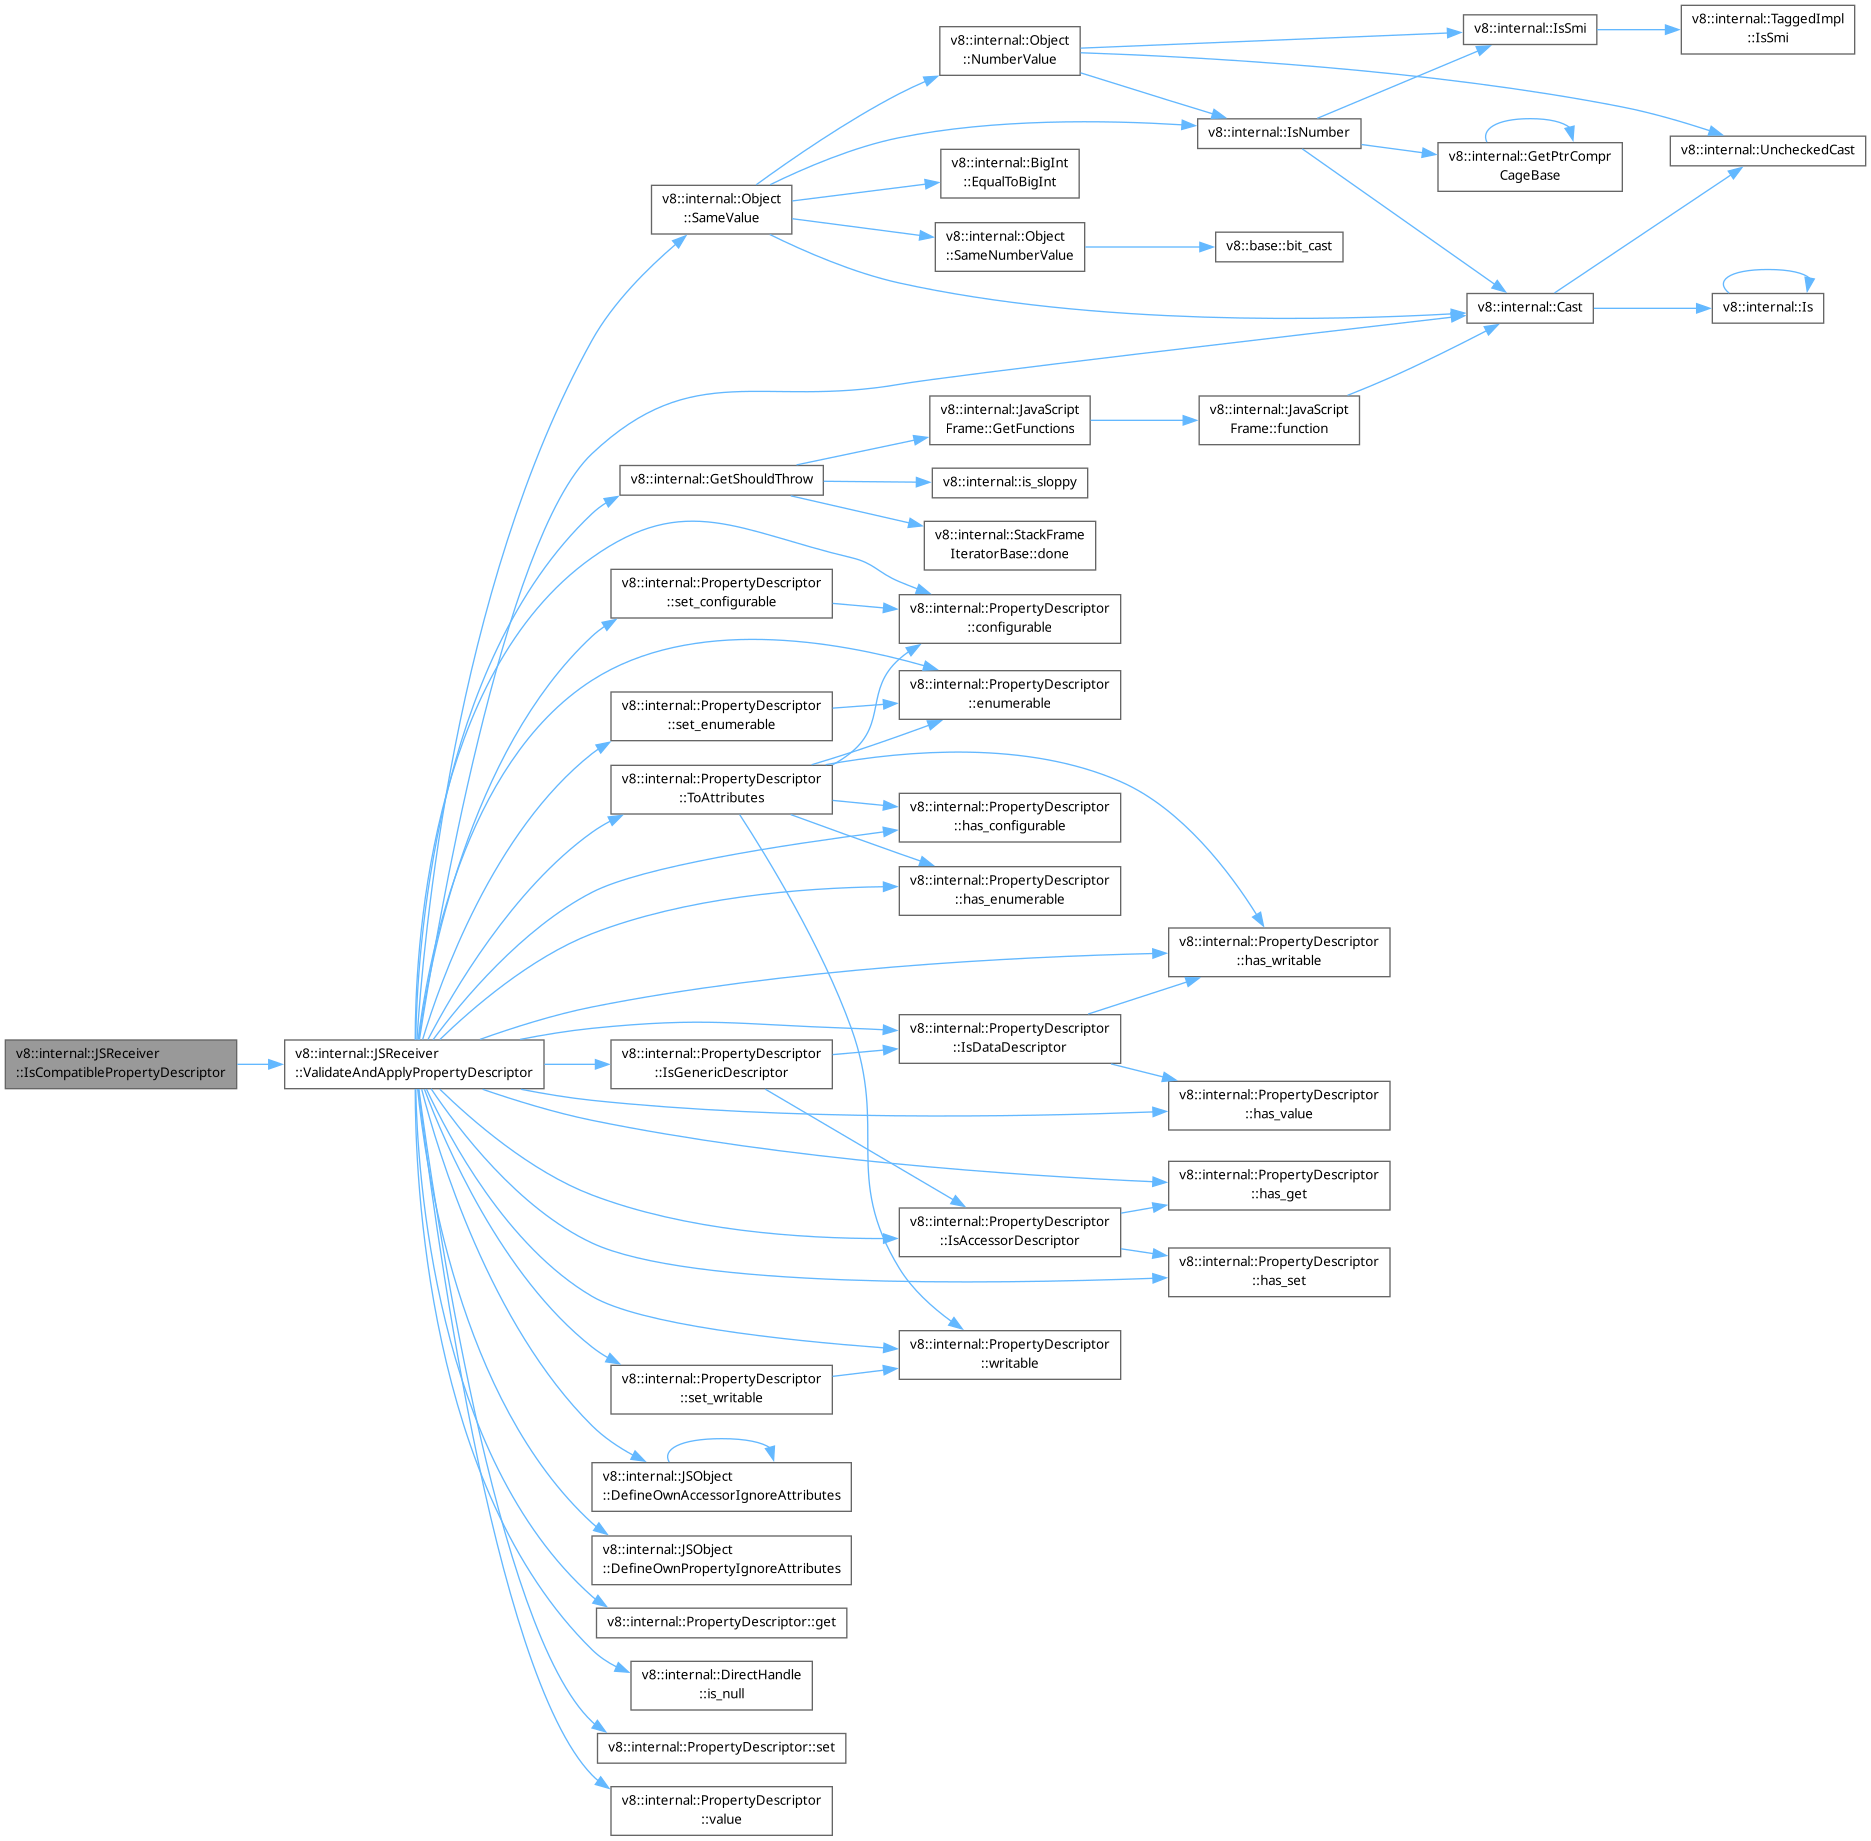 v8::internal::JSReceiver
::IsCompatiblePropertyDescriptor
v8::internal::JSReceiver
::ValidateAndApplyPropertyDescriptor
v8::internal::Object
::SameValue
v8::internal::GetShouldThrow
v8::internal::PropertyDescriptor
::set_configurable
v8::internal::PropertyDescriptor
::set_enumerable
v8::internal::PropertyDescriptor
::ToAttributes
v8::internal::PropertyDescriptor
::IsGenericDescriptor
v8::internal::PropertyDescriptor
::set_writable
v8::internal::JSObject
::DefineOwnAccessorIgnoreAttributes
v8::internal::JSObject
::DefineOwnPropertyIgnoreAttributes
v8::internal::PropertyDescriptor::get
v8::internal::DirectHandle
::is_null
v8::internal::PropertyDescriptor::set
v8::internal::PropertyDescriptor
::value
v8::internal::Object
::NumberValue
v8::internal::BigInt
::EqualToBigInt
v8::internal::Object
::SameNumberValue
v8::internal::JavaScript
Frame::GetFunctions
v8::internal::is_sloppy
v8::internal::StackFrame
IteratorBase::done
v8::internal::PropertyDescriptor
::configurable
v8::internal::PropertyDescriptor
::enumerable
v8::internal::PropertyDescriptor
::has_configurable
v8::internal::PropertyDescriptor
::has_enumerable
v8::internal::PropertyDescriptor
::IsDataDescriptor
v8::internal::PropertyDescriptor
::IsAccessorDescriptor
v8::internal::PropertyDescriptor
::writable
v8::internal::IsNumber
v8::base::bit_cast
v8::internal::JavaScript
Frame::function
v8::internal::PropertyDescriptor
::has_writable
v8::internal::PropertyDescriptor
::has_value
v8::internal::PropertyDescriptor
::has_get
v8::internal::PropertyDescriptor
::has_set
v8::internal::IsSmi
v8::internal::GetPtrCompr
CageBase
v8::internal::Cast
v8::internal::TaggedImpl
::IsSmi
v8::internal::UncheckedCast
v8::internal::Is